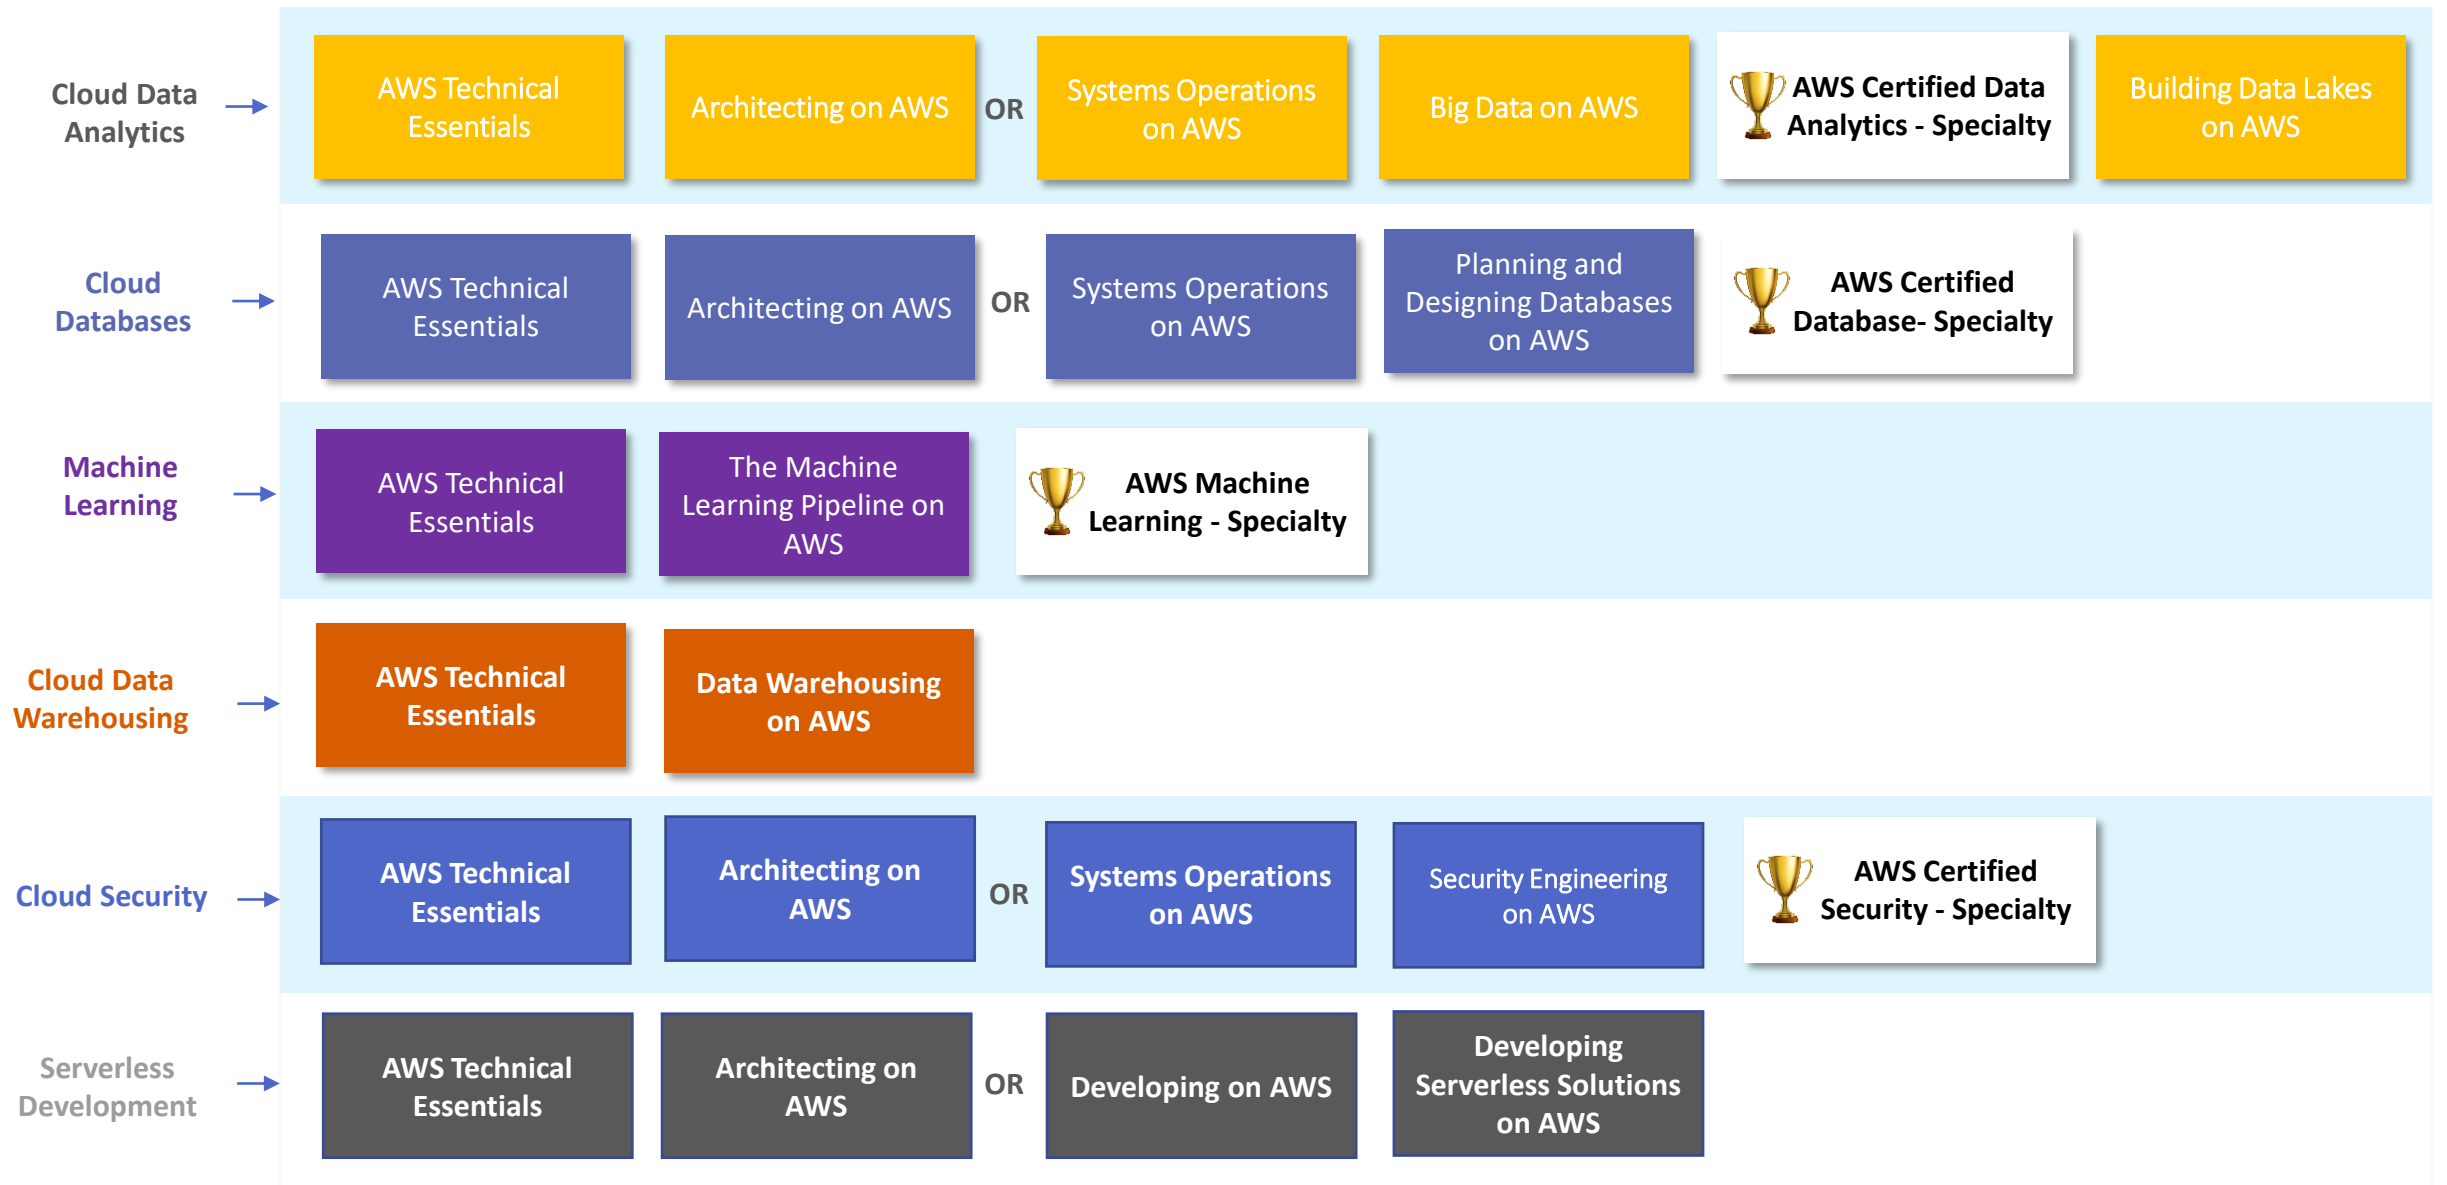 Cloud Data
Analytics
AWS Technical
Essentials
Architecting on AWS
OR
Systems Operations
on AWS
Big Data on AWS
AWS Certified Data
Analytics - Specialty
Building Data Lakes
on AWS
Cloud
Databases
AWS Technical
Essentials
Architecting on AWS
OR
Systems Operations
on AWS
Planning and
Designing Databases
on AWS
AWS Certified
Database- Specialty
Machine
Learning
AWS Technical
Essentials
The Machine
Learning Pipeline on
AWS
AWS Machine
Learning - Specialty
Cloud Data
Warehousing
AWS Technical
Essentials
Data Warehousing
on AWS
Cloud Security
AWS Technical
Essentials
Architecting on
AWS
OR
Systems Operations
on AWS
Security Engineering
on AWS
AWS Certified
Security - Specialty
Serverless
Development
AWS Technical
Essentials
Architecting on
AWS
OR
Developing on AWS
Developing
Serverless Solutions
on AWS